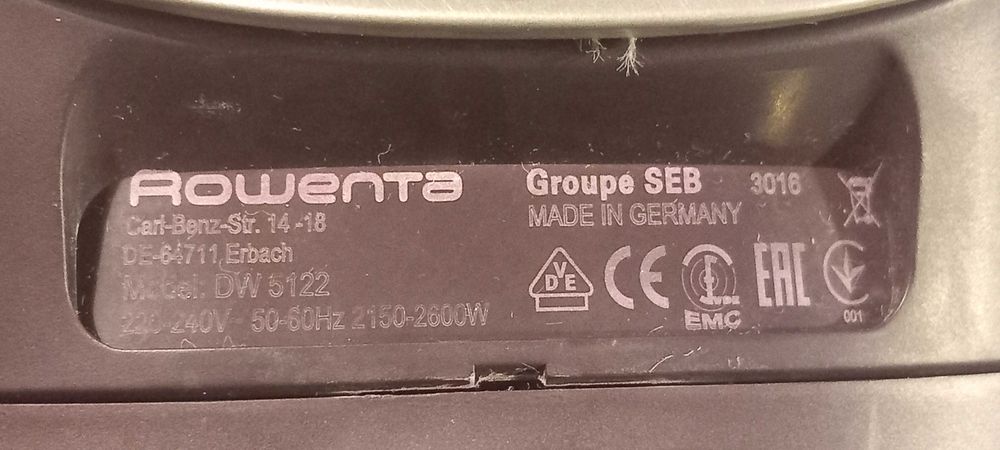 Rowenta
Carl-Benz-Str. 14-18
DE-64711 Erbach
Model: DW 5122
220-240V~ 50-60Hz 2150-2600W
Groupe SEB 3016
MADE IN GERMANY
VDE
CE
VDE
EMC
EAC
001